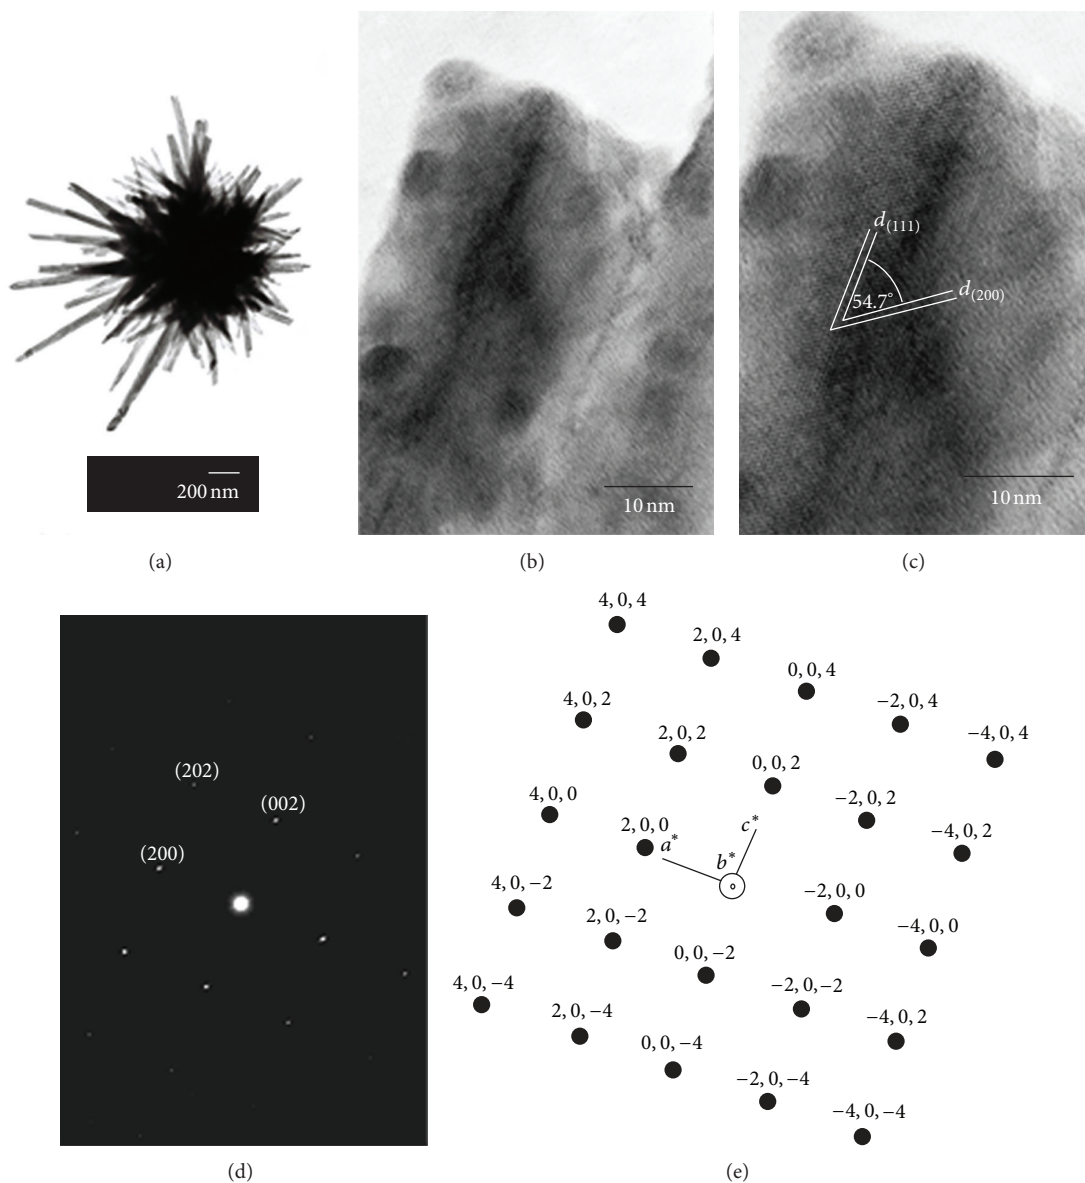 200 nm
(a)
10 nm
(b)
d(111)
54.7°
d(200)
10 nm
(c)
(202)
(002)
(200)
(d)
4, 0, 4
2, 0, 4
0, 0, 4
−2, 0, 4
−4, 0, 4
4, 0, 2
2, 0, 2
0, 0, 2
−2, 0, 2
−4, 0, 2
4, 0, 0
2, 0, 0
a*
b*
c*
−2, 0, 0
−4, 0, 0
4, 0, −2
2, 0, −2
0, 0, −2
−2, 0, −2
−4, 0, 2
4, 0, −4
2, 0, −4
0, 0, −4
−2, 0, −4
−4, 0, −4
(e)